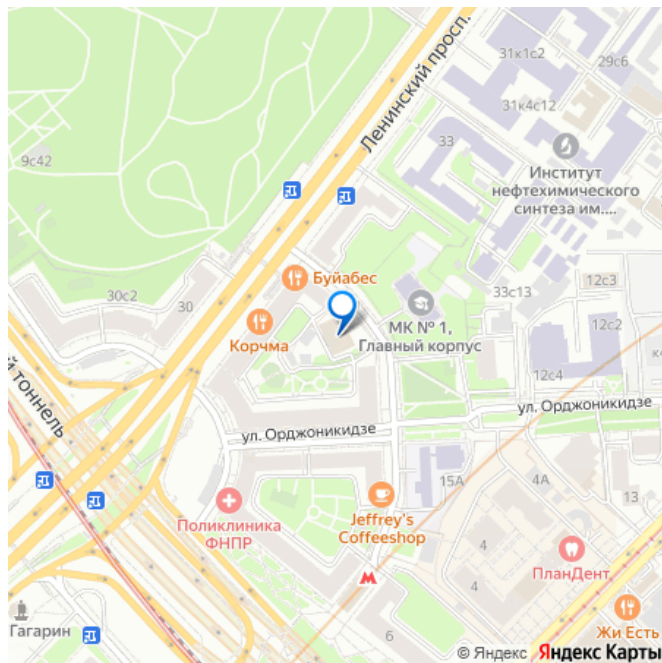 Ленинский просп.
31к1с2
29с6
31к4с12
33
9с42
Институт
нефтехимического
синтеза им....
30с2
30
Буйабес
Корчма
МК № 1,
Главный корпус
33с13
12с3
12с2
12с4
ул. Орджоникидзе
ул. Орджоникидзе
й тоннель
15А
4А
13
Поликлиника
ФНПР
Jeffrey's
Coffeeshop
4
ПланДент
4
Гагарин
6
Жи Есть
© Яндекс Яндекс Карты